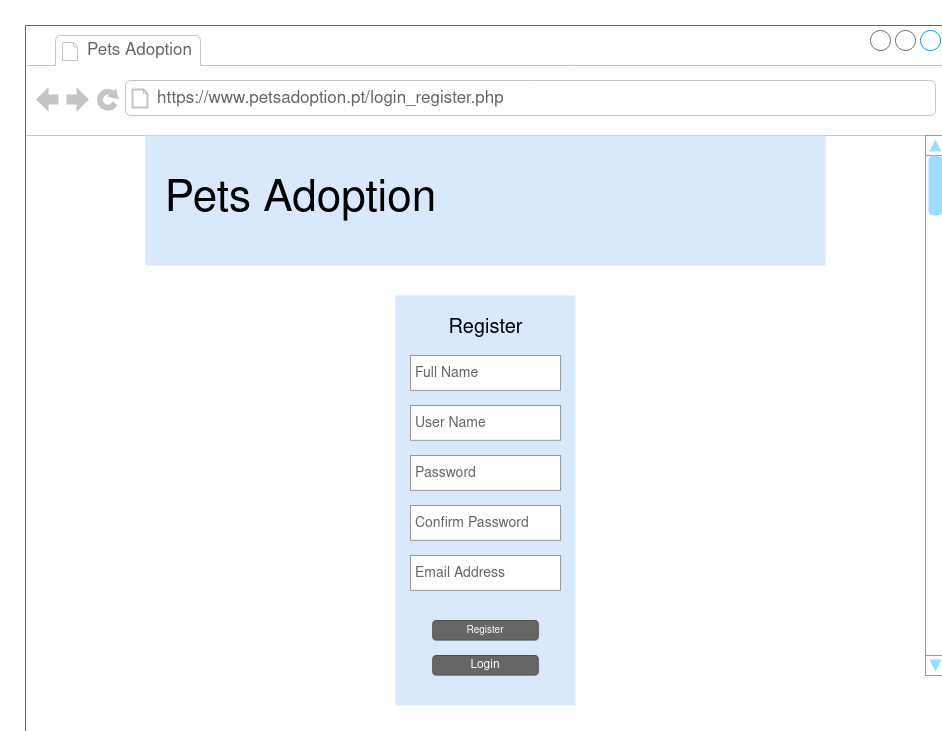 Pets Adoption
https://www.petsadoption.pt/login_register.php
Pets Adoption
Register
Full Name
User Name
Password
Confirm Password
Email Address
Register
Login